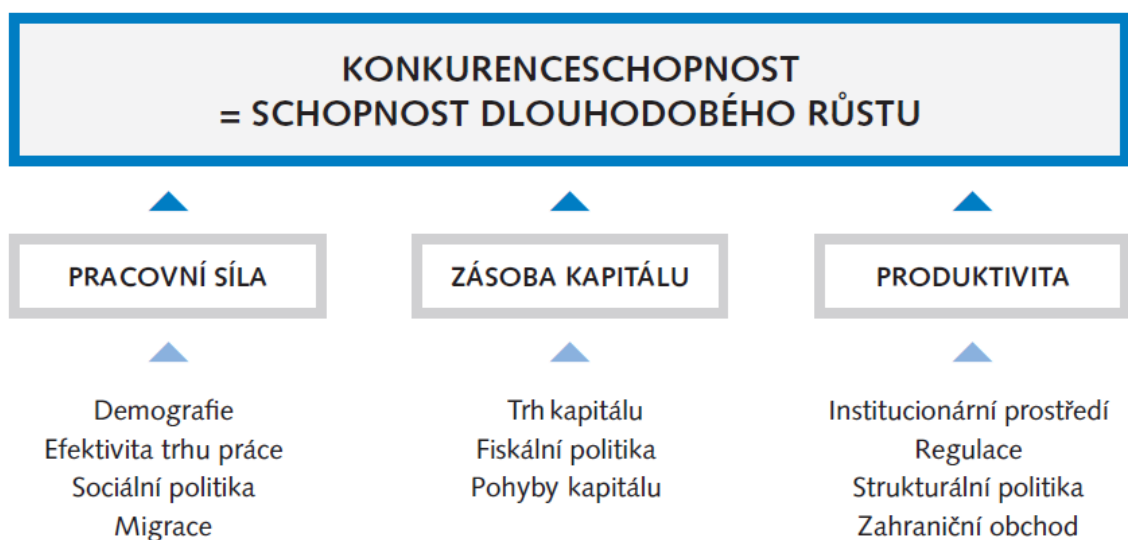 KONKURENCESCHOPNOST
= SCHOPNOST DLOUHODOBÉHO RŮSTU
PRACOVNÍ SÍLA
ZÁSOBA KAPITÁLU
PRODUKTIVITA
Demografie
Efektivita trhu práce
Sociální politika
Migrace
Trh kapitálu
Fiskální politika
Pohyby kapitálu
Institucionární prostředí
Regulace
Strukturální politika
Zahraniční obchod